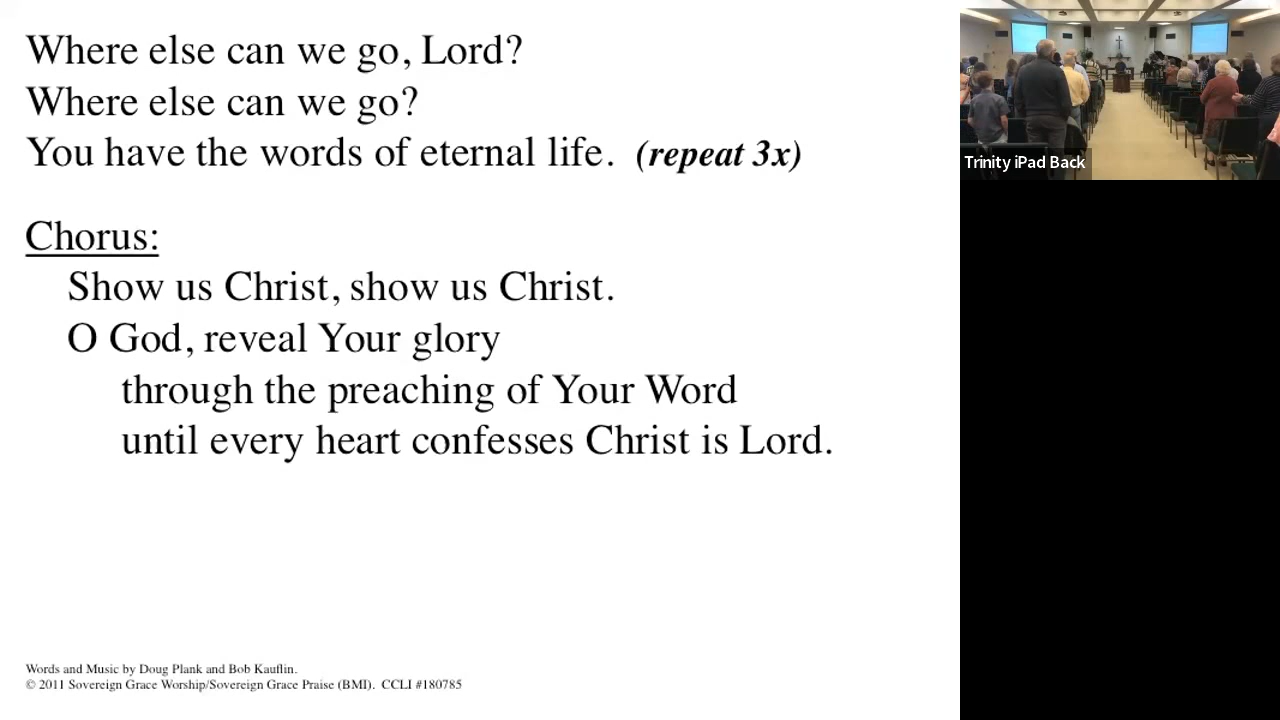 Where else can we go, Lord?
Where else can we go?
You have the words of eternal life. (repeat 3x)
Chorus:
Show us Christ, show us Christ.
O God, reveal Your glory
through the preaching of Your Word
until every heart confesses Christ is Lord.
Words and Music by Doug Plank and Bob Kauflin.
© 2011 Sovereign Grace Worship/Sovereign Grace Praise (BMI). CCLI #180785
Trinity iPad Back